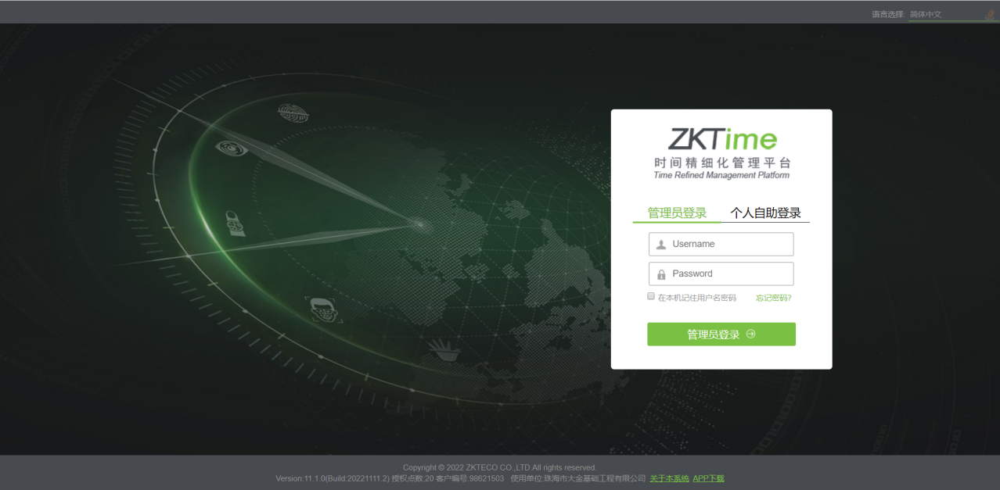 语言选择: 简体中文
ZKTime
时间精细化管理平台
Time Refined Management Platform
管理员登录 个人自助登录
Username
Password
在本机记住用户名密码 忘记密码?
管理员登录
Copyright © 2022 ZKTECO CO.,LTD.All rights reserved.
Version:11.1.0(Build:20221111.2) 授权点数:20 客户编号:98621503 使用单位:珠海市大金基础工程有限公司 关于本系统 APP下载